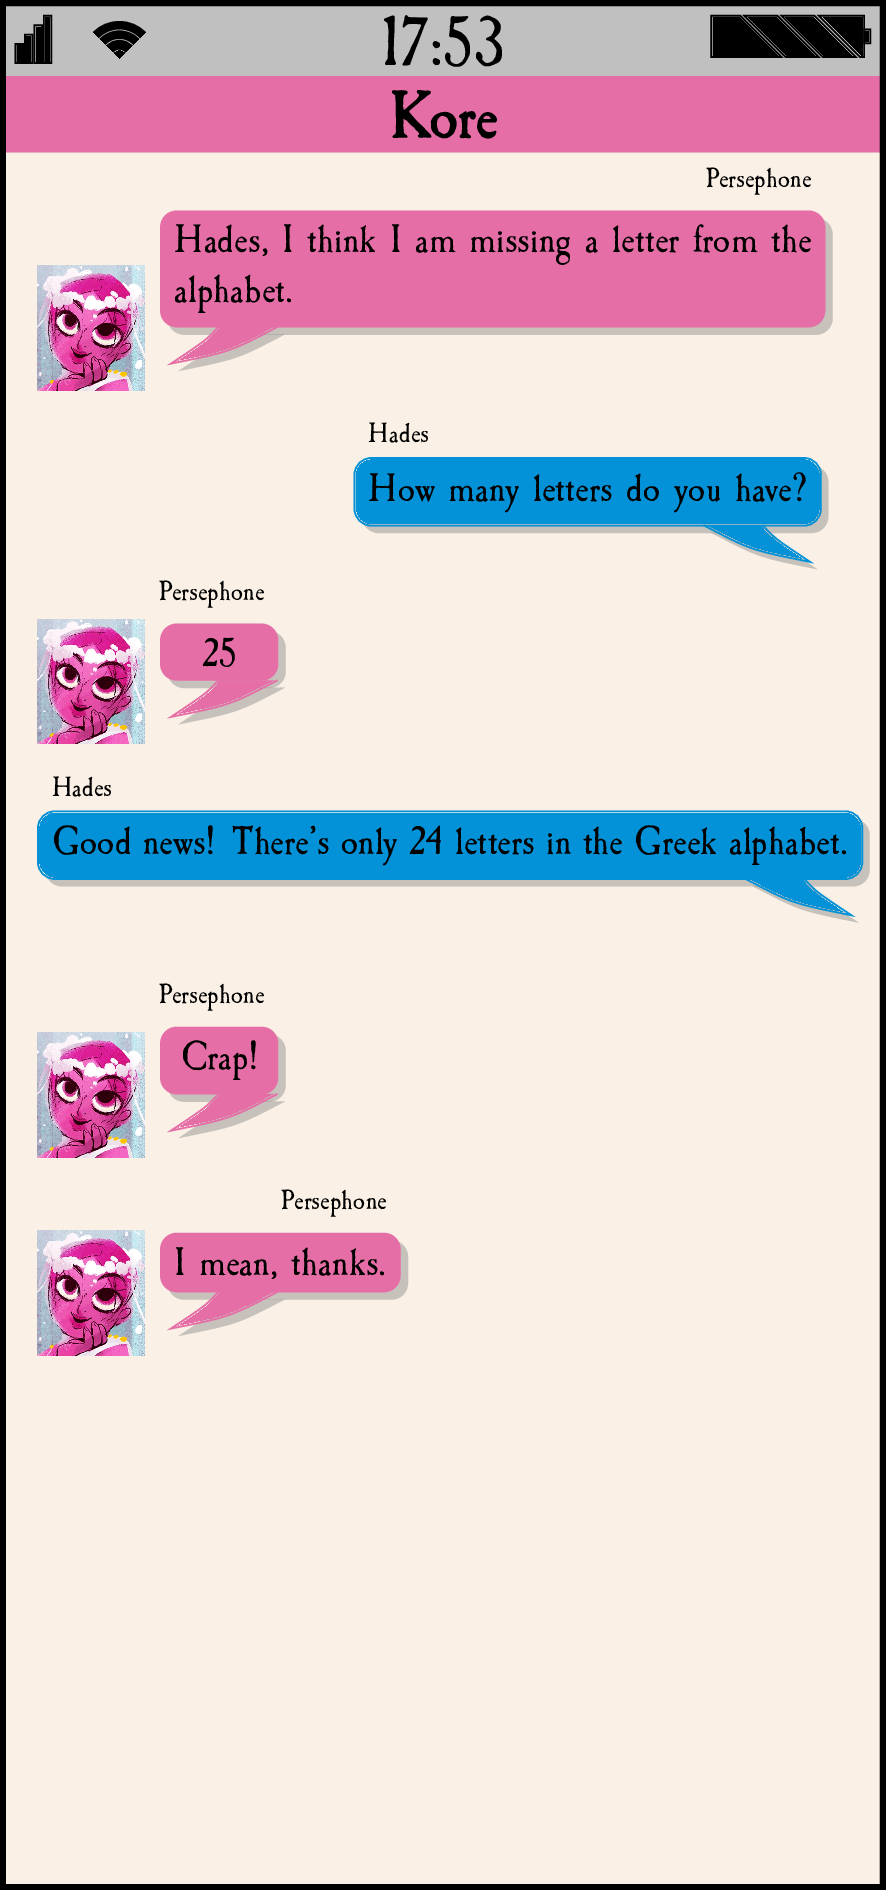 17:53
Kore
Persephone
Hades, I think I am missing a letter from the
alphabet.
Hades
How many letters do you have?
Persephone
25
Hades
Good news! There's only 24 letters in the Greek alphabet.
Persephone
Crap!
Persephone
I mean, thanks.